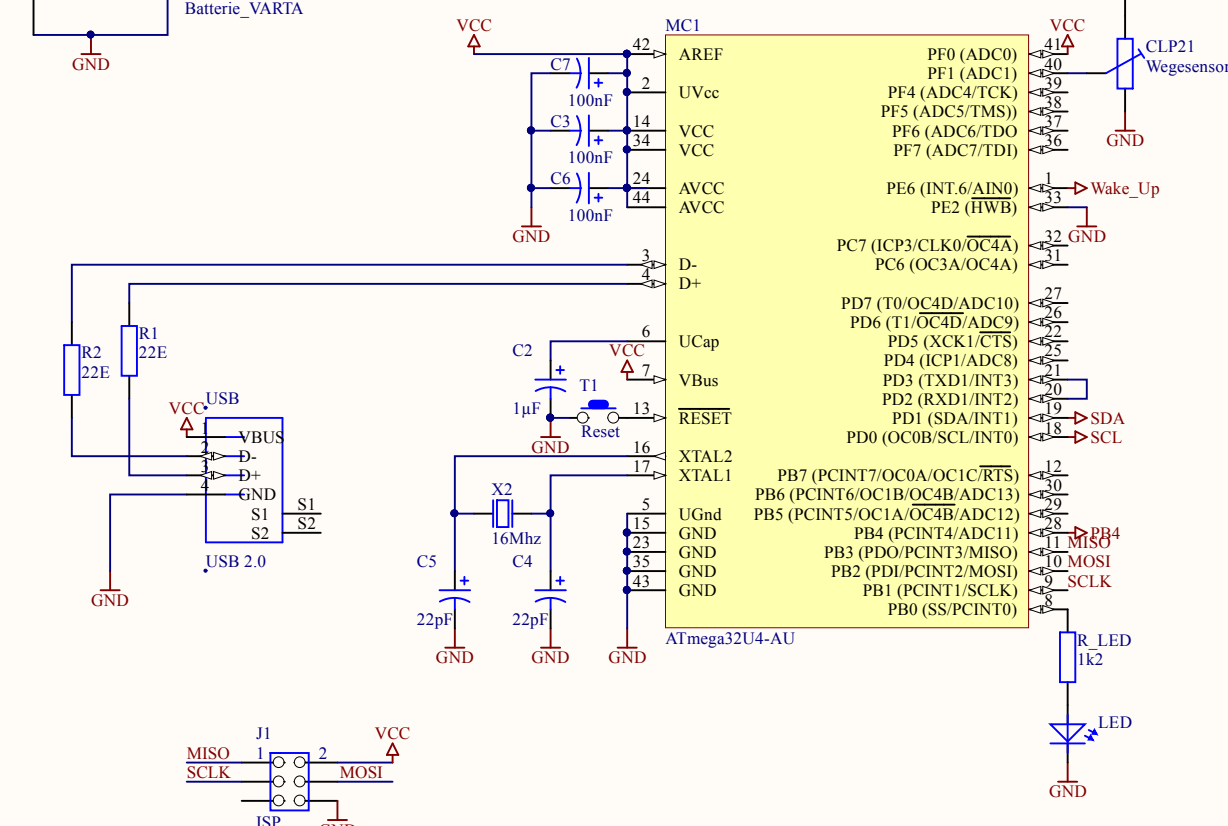 Batterie_VARTA
GND
VCC
MC1
VCC
CLP21
Wegesensor
GND
42 AREF
C7
100nF
2 UVcc
C3
100nF
14 VCC
34 VCC
C6
100nF
24 AVCC
44 AVCC
GND
3 D-
4 D+
R1
22E
R2
22E
C2
1µF
6 UCap
VCC
7 VBus
T1
Reset
13 RESET
GND
16 XTAL2
17 XTAL1
X2
16Mhz
5 UGnd
15 GND
23 GND
35 GND
43 GND
C5
22pF
C4
22pF
GND
GND
GND
PF0 (ADC0) 41
PF1 (ADC1) 40
PF4 (ADC4/TCK) 39
PF5 (ADC5/TMS)) 38
PF6 (ADC6/TDO 37
PF7 (ADC7/TDI) 36
PE6 (INT.6/AIN0) 1 Wake_Up
PE2 (HWB) 33
GND
PC7 (ICP3/CLK0/OC4A) 32
PC6 (OC3A/OC4A) 31
PD7 (T0/OC4D/ADC10) 27
PD6 (T1/OC4D/ADC9) 26
PD5 (XCK1/CTS) 22
PD4 (ICP1/ADC8) 25
PD3 (TXD1/INT3) 21
PD2 (RXD1/INT2) 20
PD1 (SDA/INT1) 19 SDA
PD0 (OC0B/SCL/INT0) 18 SCL
PB7 (PCINT7/OC0A/OC1C/RTS) 12
PB6 (PCINT6/OC1B/OC4B/ADC13) 30
PB5 (PCINT5/OC1A/OC4B/ADC12) 29
PB4 (PCINT4/ADC11) 28 PB4
PB3 (PDO/PCINT3/MISO) 11 MISO
PB2 (PDI/PCINT2/MOSI) 10 MOSI
PB1 (PCINT1/SCLK) 9 SCLK
PB0 (SS/PCINT0) 8
ATmega32U4-AU
R_LED
1k2
LED
GND
USB
VCC
1 VBUS
2 D-
3 D+
4 GND
S1 S1
S2 S2
USB 2.0
GND
J1
VCC
MISO 1 2
SCLK MOSI
ISP
GND